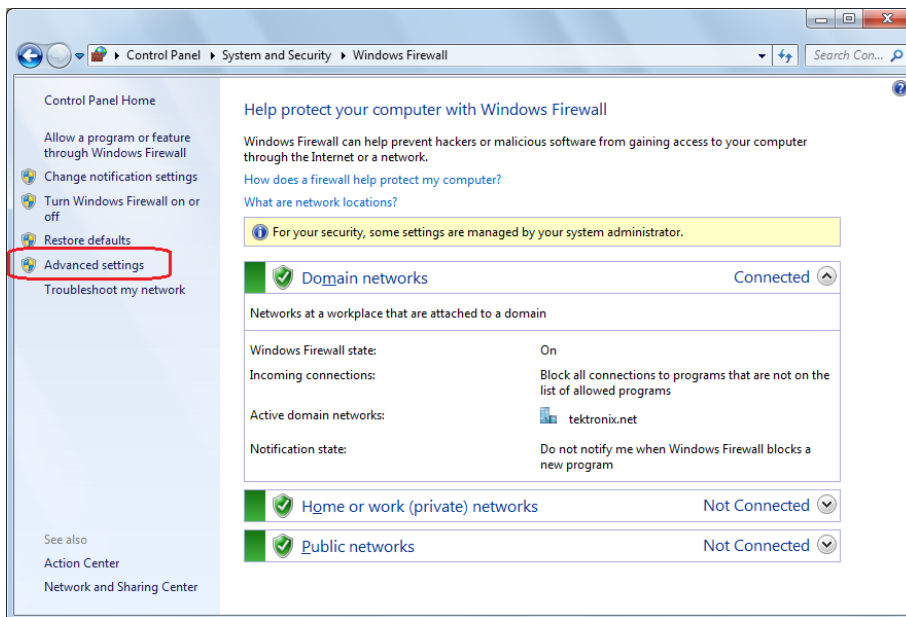 Control Panel
System and Security
Windows Firewall
Search Con...
Control Panel Home
Allow a program or feature
through Windows Firewall
Change notification settings
Turn Windows Firewall on or
off
Restore defaults
Advanced settings
Troubleshoot my network
See also
Action Center
Network and Sharing Center
Help protect your computer with Windows Firewall
Windows Firewall can help prevent hackers or malicious software from gaining access to your computer
through the Internet or a network.
How does a firewall help protect my computer?
What are network locations?
For your security, some settings are managed by your system administrator.
Domain networks Connected
Networks at a workplace that are attached to a domain
Windows Firewall state: On
Incoming connections: Block all connections to programs that are not on the
list of allowed programs
Active domain networks: tektronix.net
Notification state: Do not notify me when Windows Firewall blocks a
new program
Home or work (private) networks Not Connected
Public networks Not Connected